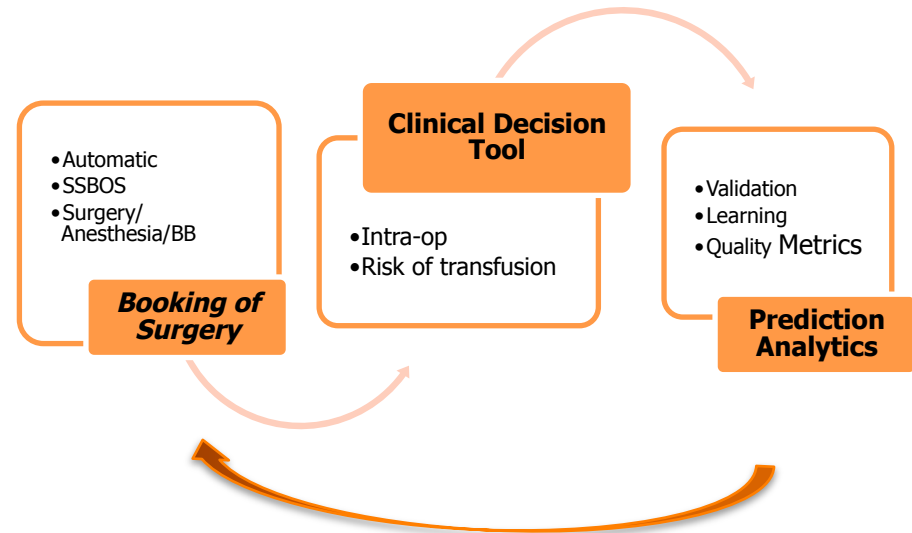 •Automatic
•SSBOS
•Surgery/
Anesthesia/BB
Booking of
Surgery
Clinical Decision
Tool
•Intra-op
•Risk of transfusion
•Validation
•Learning
•Quality Metrics
Prediction
Analytics